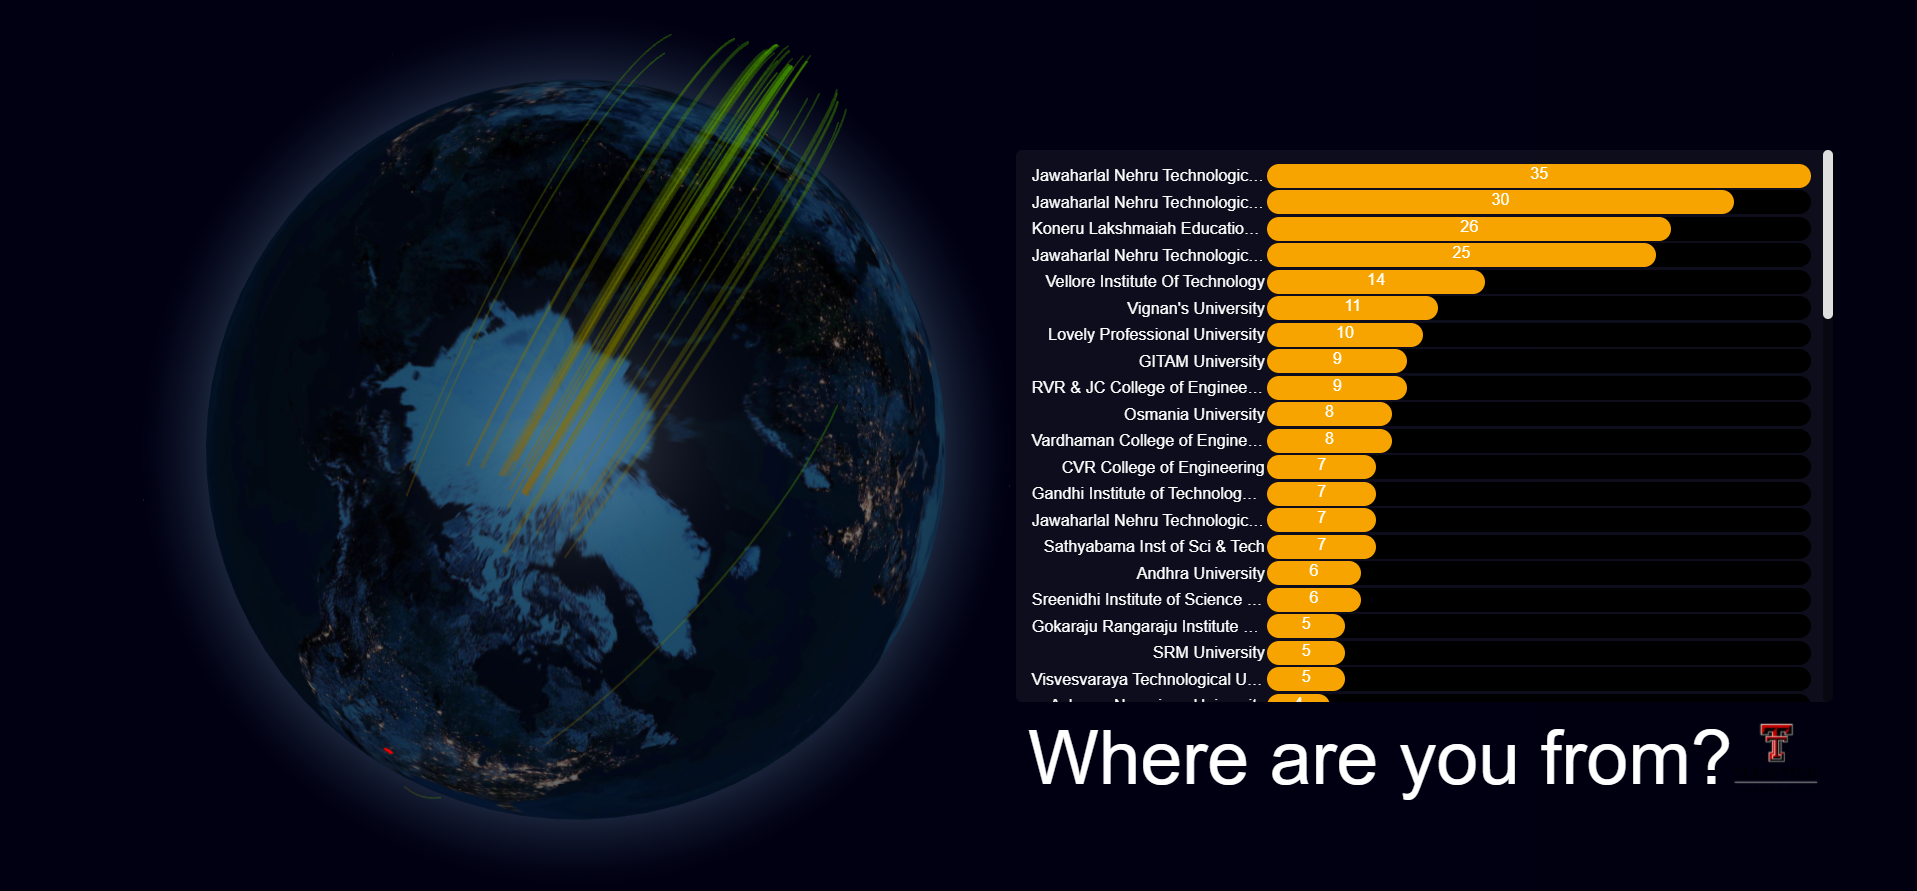 Jawaharlal Nehru Technologic... 35
Jawaharlal Nehru Technologic... 30
Koneru Lakshmaiah Educatio... 26
Jawaharlal Nehru Technologic... 25
Vellore Institute Of Technology 14
Vignan's University 11
Lovely Professional University 10
GITAM University 9
RVR & JC College of Enginee... 9
Osmania University 8
Vardhaman College of Engine... 8
CVR College of Engineering 7
Gandhi Institute of Technolog... 7
Jawaharlal Nehru Technologic... 7
Sathyabama Inst of Sci & Tech 7
Andhra University 6
Sreenidhi Institute of Science ... 6
Gokaraju Rangaraju Institute ... 5
SRM University 5
Visvesvaraya Technological U... 5
Where are you from?